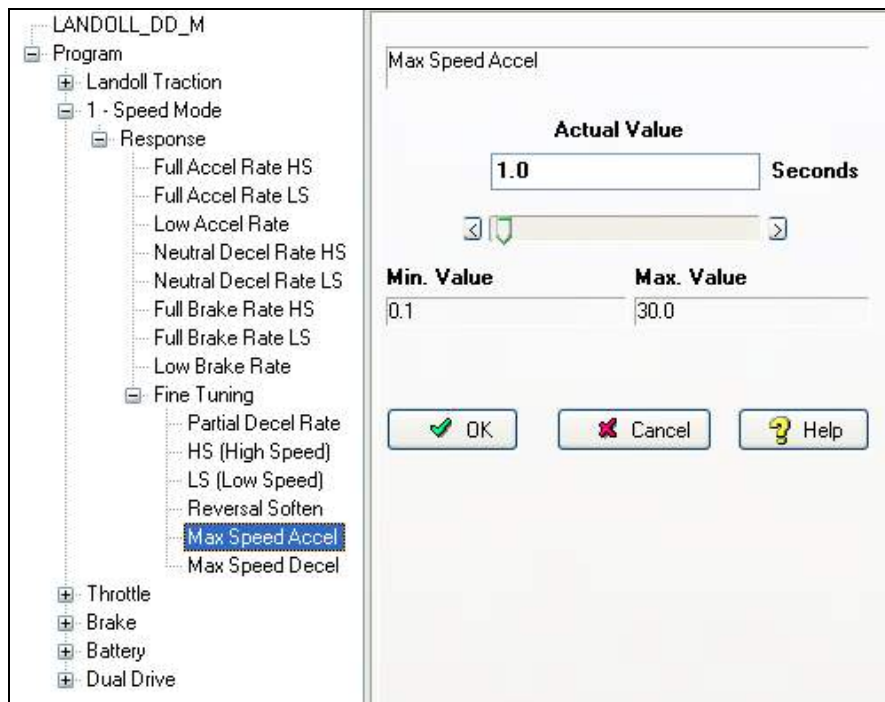 LANDOLL_DD_M
Program
Landoll Traction
1 - Speed Mode
Response
Full Accel Rate HS
Full Accel Rate LS
Low Accel Rate
Neutral Decel Rate HS
Neutral Decel Rate LS
Full Brake Rate HS
Full Brake Rate LS
Low Brake Rate
Fine Tuning
Partial Decel Rate
HS (High Speed)
LS (Low Speed)
Reversal Soften
Max Speed Accel
Max Speed Decel
Throttle
Brake
Battery
Dual Drive
Max Speed Accel
Actual Value
1.0 Seconds
Min. Value Max. Value
0.1 30.0
OK Cancel Help